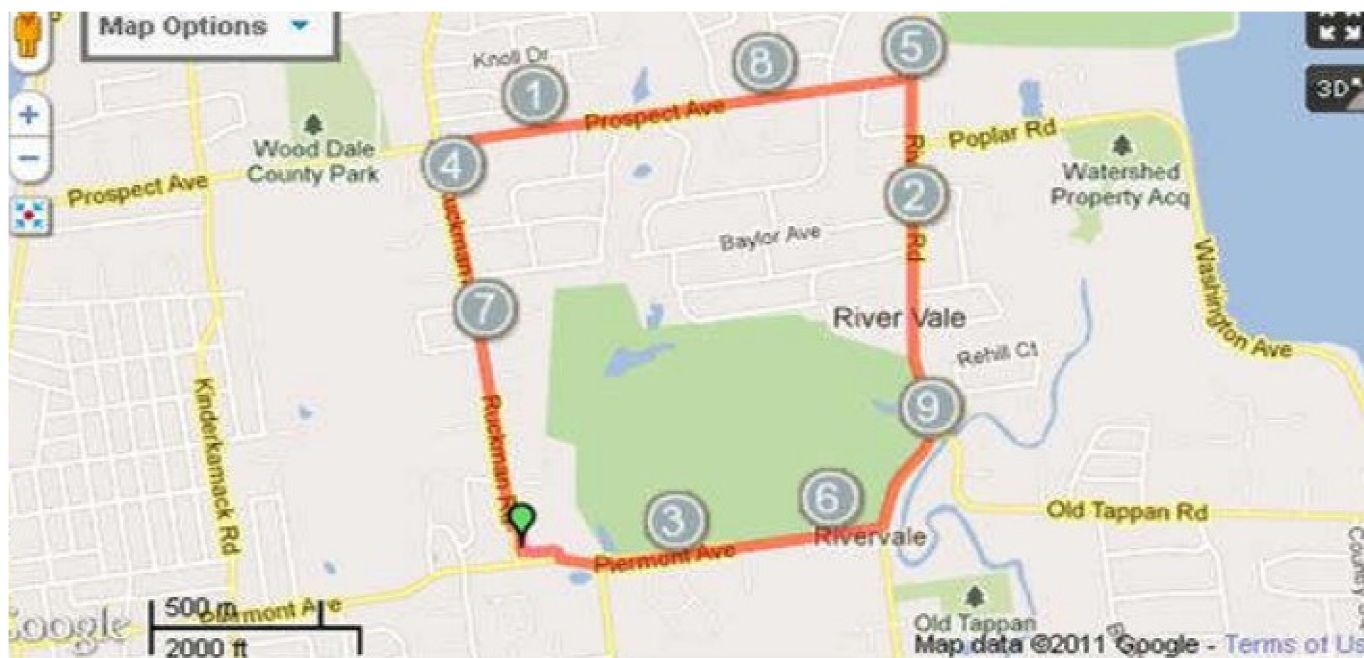 Map Options
3D
Knoll Dr
5
8
1
Prospect Ave
Wood Dale
County Park
4
Prospect Ave
Poplar Rd
Watershed
Property Acq
2
Rd
Baylor Ave
7
River Vale
Rehill Ct
Washington Ave
Kinderkamack Rd
9
Ruckman Rd
6
3
Rivervale
Old Tappan Rd
Piermont Ave
500 m
2000 ft
Old Tappan
Map data ©2011 Google - Terms of Us